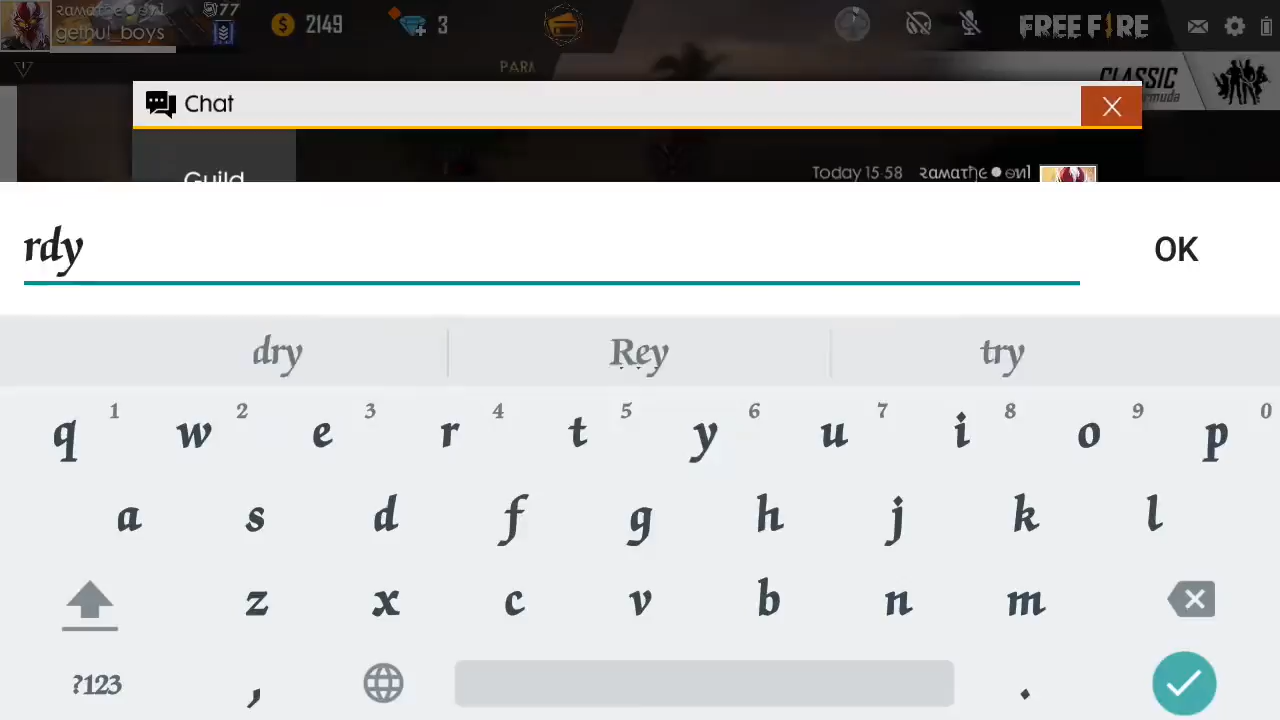 77
gethul_boys
2149
3
FREE FIRE
PARA
CLASSIC
Chat
Guild
Today 15:58
rdy
OK
dry Rey try
q 1 w 2 e 3 r 4 t 5 y 6 u 7 i 8 o 9 p 0
a s d f g h j k l
z x c v b n m
?123 , .